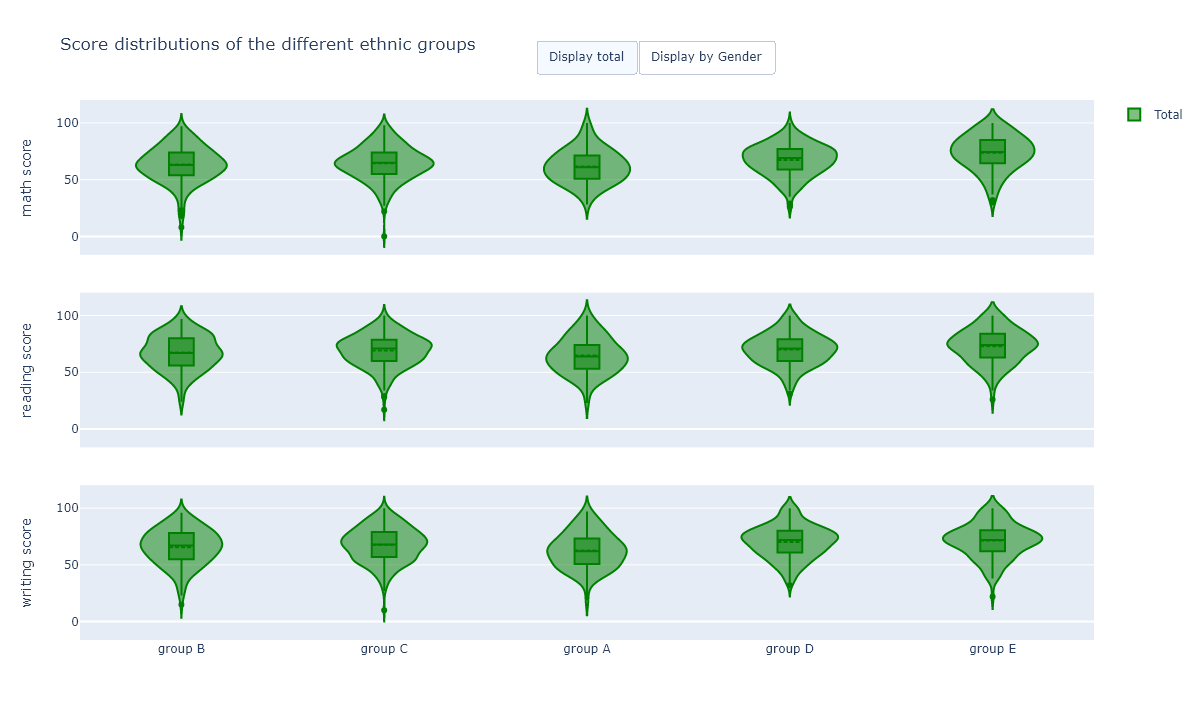 Score distributions of the different ethnic groups
Display total
Display by Gender
Total
math score
100
50
0
reading score
100
50
0
writing score
100
50
0
group B
group C
group A
group D
group E